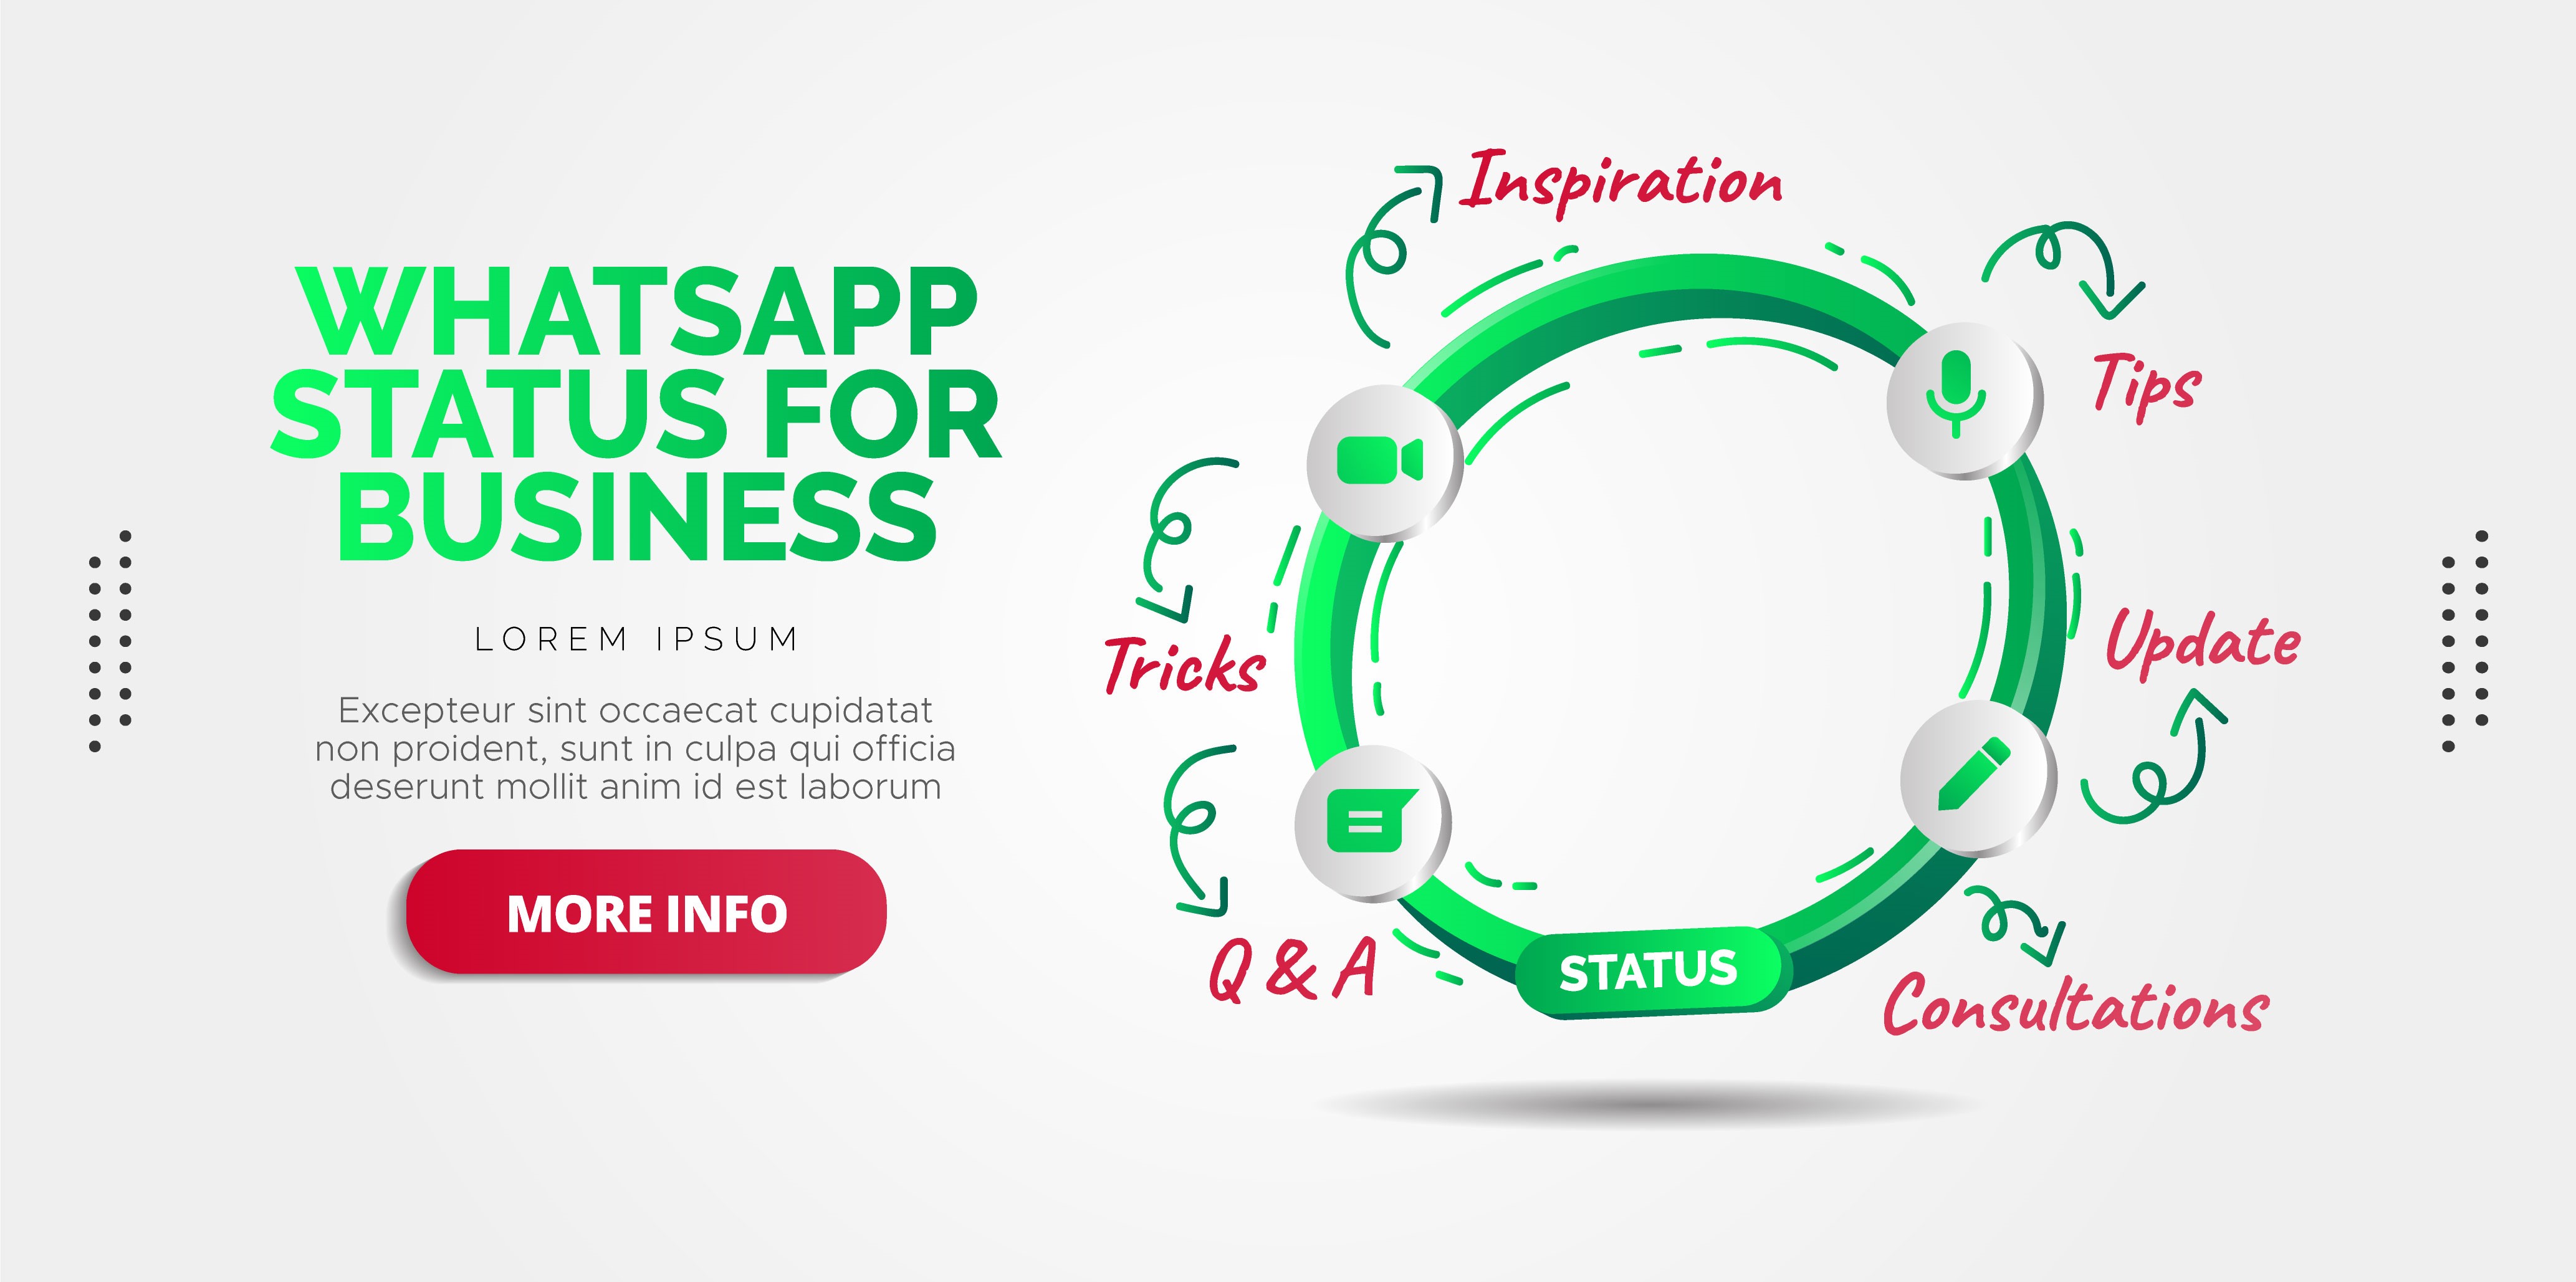 WHATSAPP
STATUS FOR
BUSINESS
LOREM IPSUM
Excepteur sint occaecat cupidatat
non proident, sunt in culpa qui officia
deserunt mollit anim id est laborum
MORE INFO
Inspiration
Tips
Tricks
Update
Q & A
STATUS
Consultations